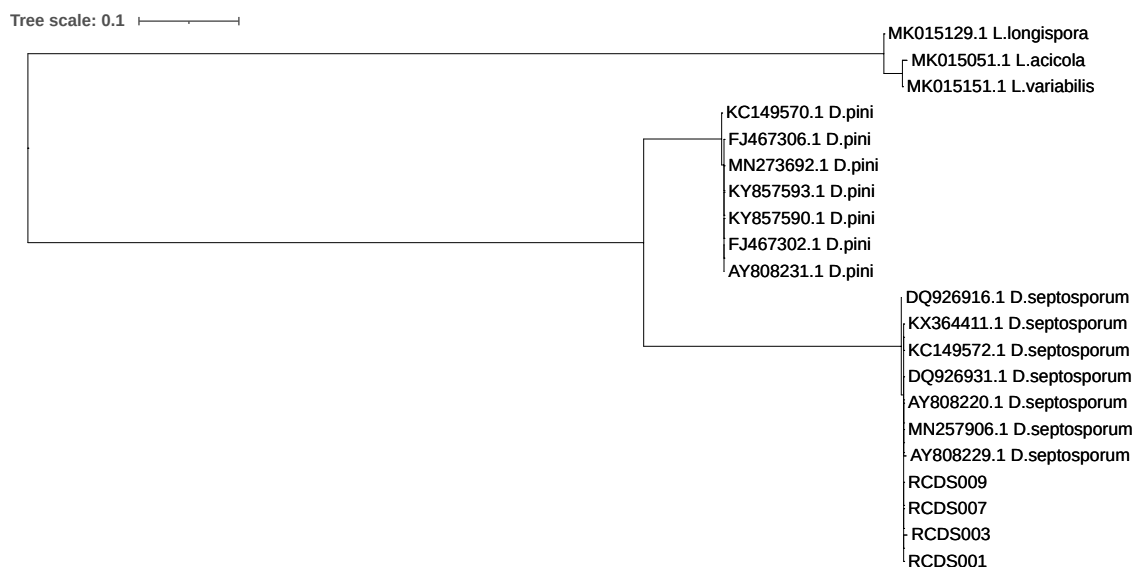 Tree scale: 0.1
MK015129.1 L.longispora
MK015051.1 L.acicola
MK015151.1 L.variabilis
KC149570.1 D.pini
FJ467306.1 D.pini
MN273692.1 D.pini
KY857593.1 D.pini
KY857590.1 D.pini
FJ467302.1 D.pini
AY808231.1 D.pini
DQ926916.1 D.septosporum
KX364411.1 D.septosporum
KC149572.1 D.septosporum
DQ926931.1 D.septosporum
AY808220.1 D.septosporum
MN257906.1 D.septosporum
AY808229.1 D.septosporum
RCDS009
RCDS007
RCDS003
RCDS001